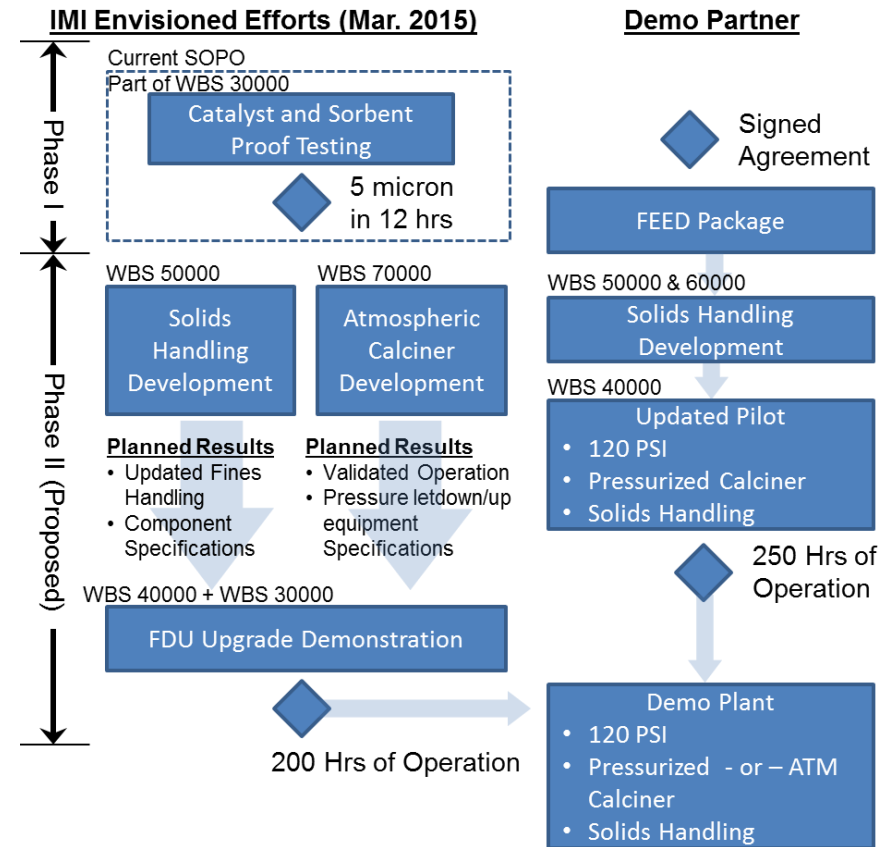 IMI Envisioned Efforts (Mar. 2015)
Current SOPO
Part of WBS 30000
Catalyst and Sorbent
Proof Testing
5 micron
in 12 hrs
Phase I
WBS 50000
Solids
Handling
Development
WBS 70000
Atmospheric
Calciner
Development
Planned Results
• Updated Fines
Handling
• Component
Specifications
Planned Results
• Validated Operation
• Pressure letdown/up
equipment
Specifications
WBS 40000 + WBS 30000
FDU Upgrade Demonstration
200 Hrs of Operation
Phase II (Proposed)
Demo Partner
Signed
Agreement
FEED Package
WBS 50000 & 60000
Solids Handling
Development
WBS 40000
Updated Pilot
• 120 PSI
• Pressurized Calciner
• Solids Handling
250 Hrs of
Operation
Demo Plant
• 120 PSI
• Pressurized - or – ATM
Calciner
• Solids Handling